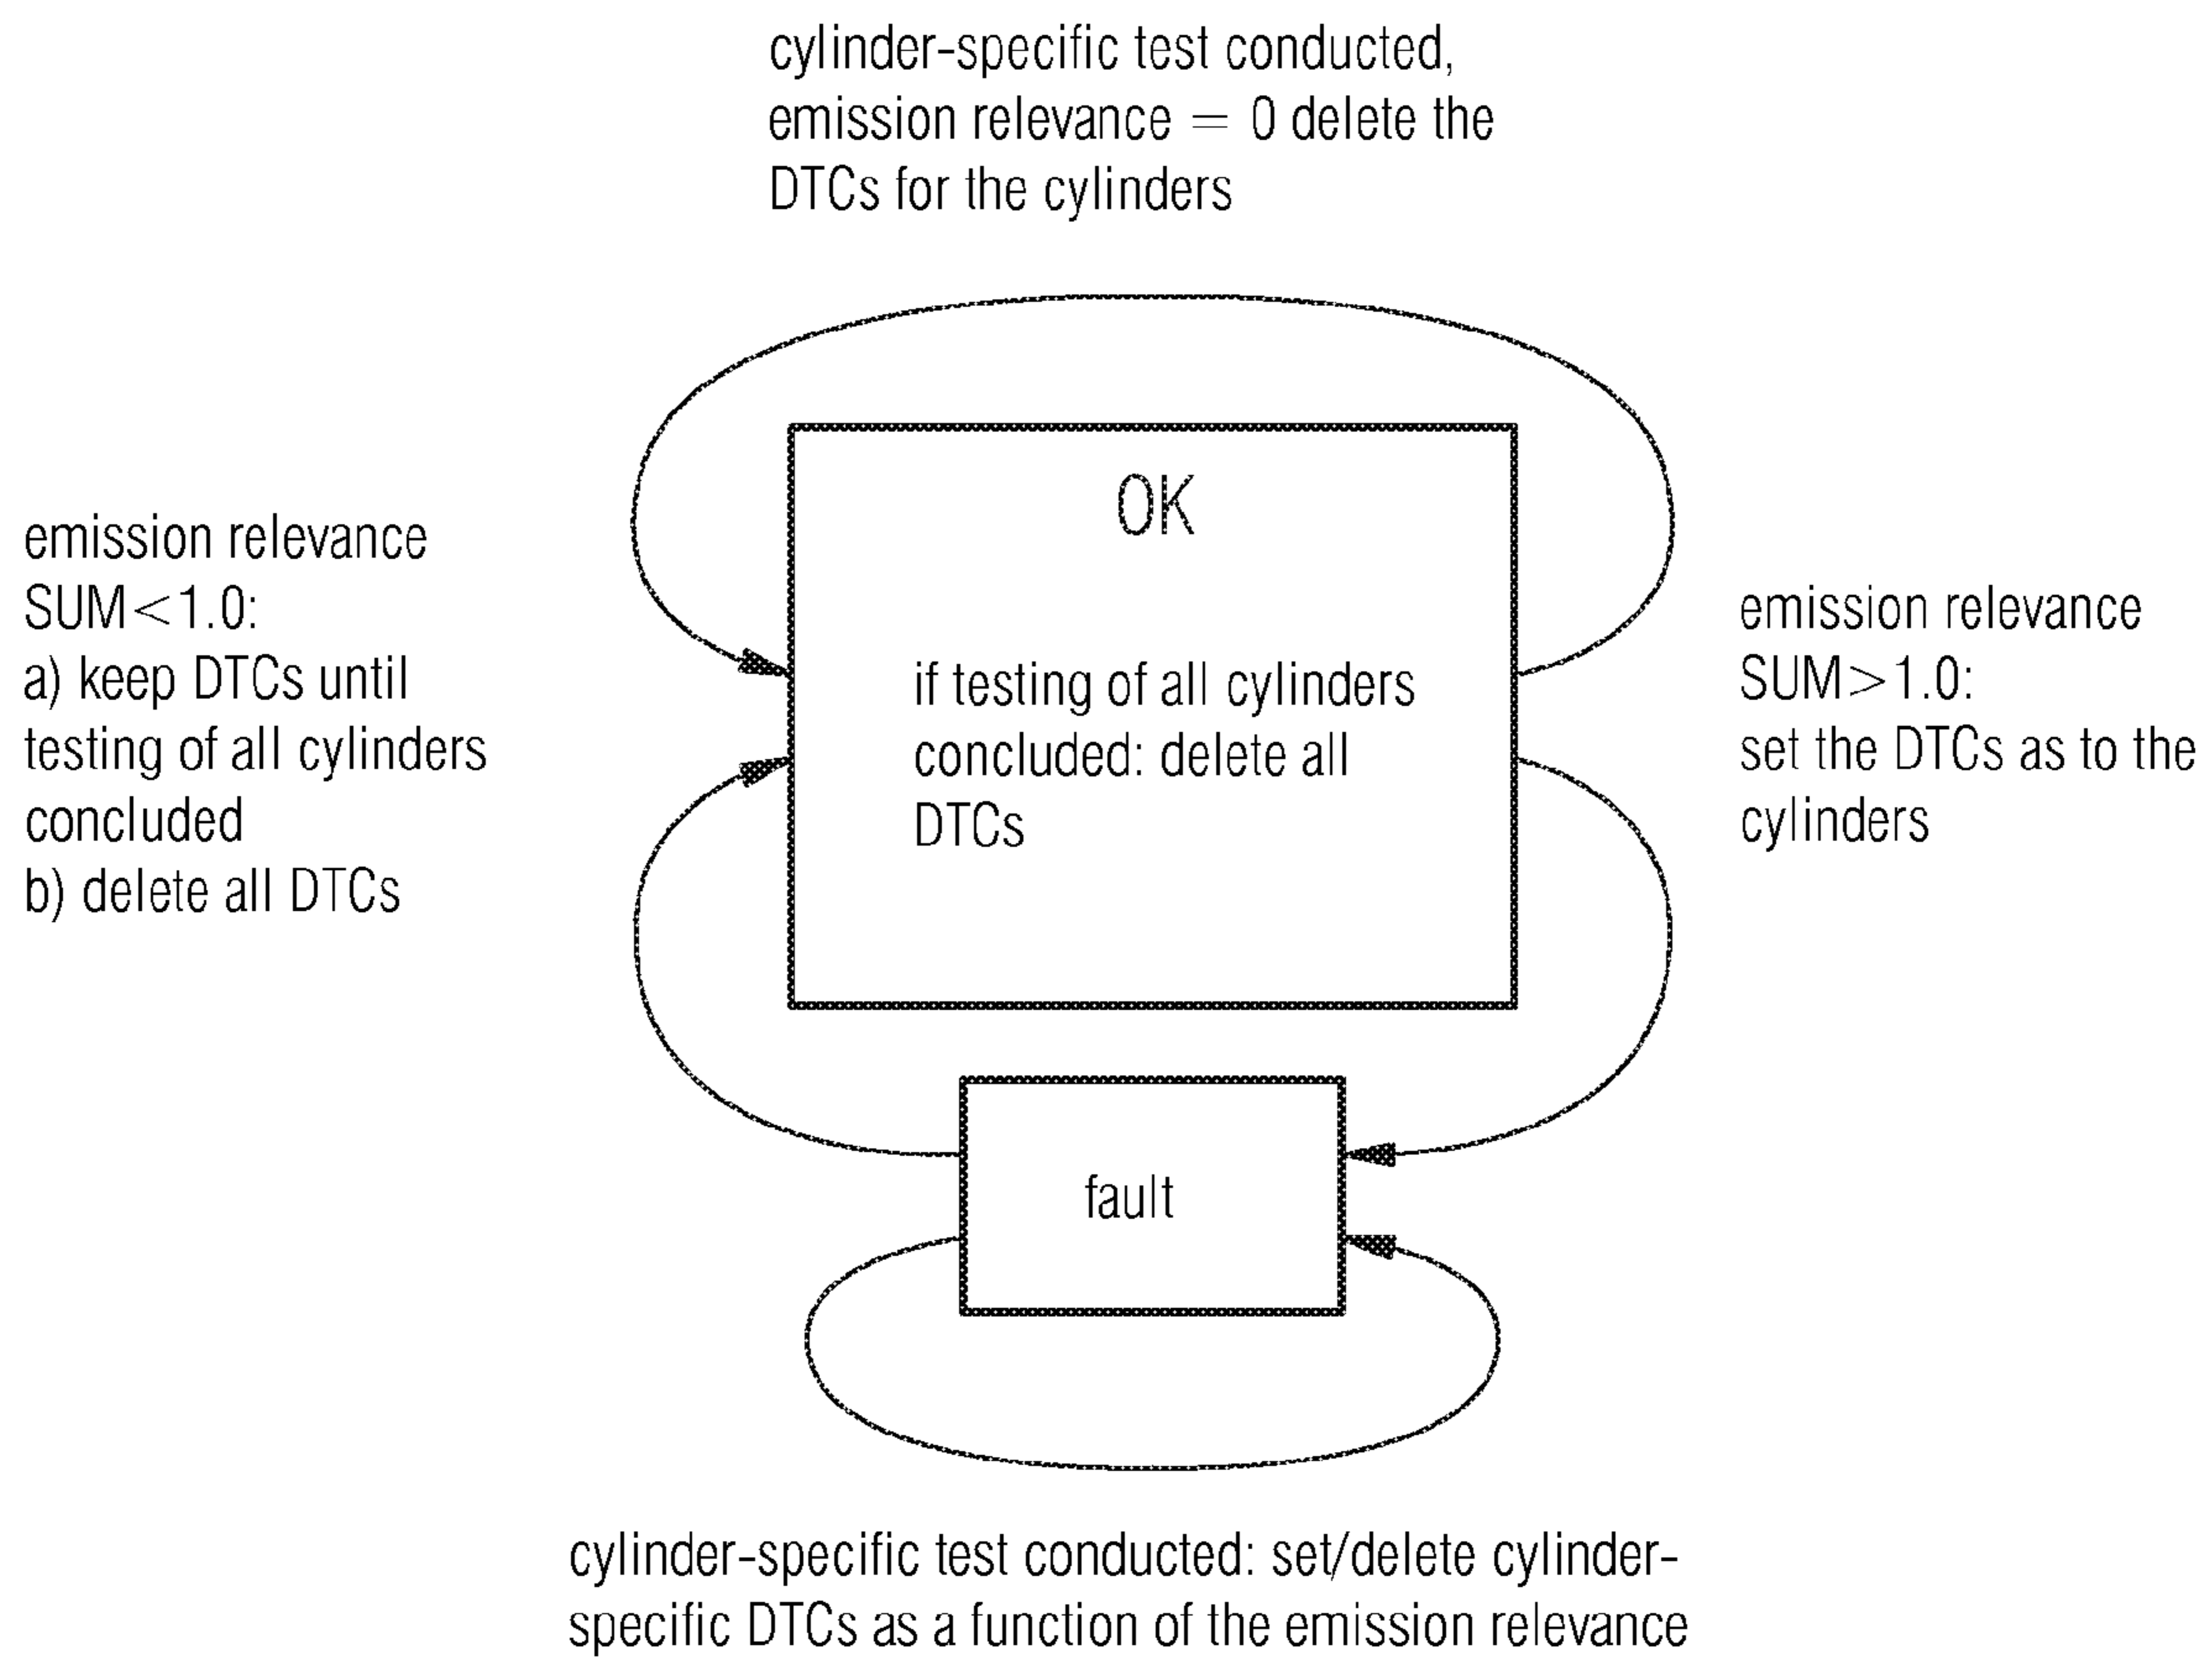 cylinder-specific test conducted,
emission relevance = 0 delete the
DTCs for the cylinders
emission relevance
SUM<1.0:
a) keep DTCs until
testing of all cylinders
concluded
b) delete all DTCs
OK
if testing of all cylinders
concluded: delete all
DTCs
emission relevance
SUM>1.0:
set the DTCs as to the
cylinders
fault
cylinder-specific test conducted: set/delete cylinder-
specific DTCs as a function of the emission relevance